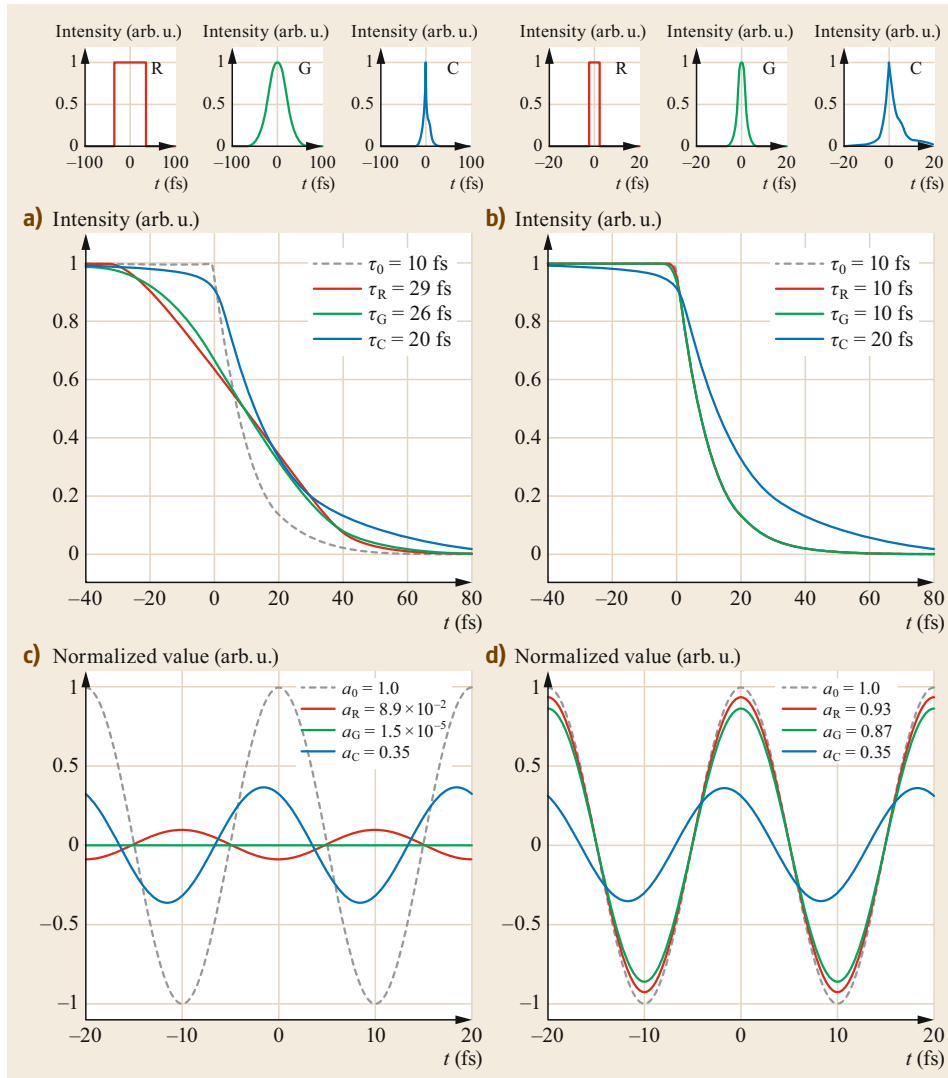 Intensity (arb. u.) Intensity (arb. u.) Intensity (arb. u.) Intensity (arb. u.) Intensity (arb. u.) Intensity (arb. u.)
1 R 1 G 1 C 1 R 1 G 1 C
0.5 0.5 0.5 0.5 0.5 0.5
0 0 0 0 0 0
−100 0 100 −100 0 100 −100 0 100 −20 0 20 −20 0 20 −20 0 20
t (fs) t (fs) t (fs) t (fs) t (fs) t (fs)
a) Intensity (arb. u.)
1
0.8
0.6
0.4
0.2
0
τ0 = 10 fs
τR = 29 fs
τG = 26 fs
τC = 20 fs
−40 −20 0 20 40 60 80
t (fs)
b) Intensity (arb. u.)
1
0.8
0.6
0.4
0.2
0
τ0 = 10 fs
τR = 10 fs
τG = 10 fs
τC = 20 fs
−40 −20 0 20 40 60 80
t (fs)
c) Normalized value (arb. u.)
1
0.5
0
−0.5
−1
a0 = 1.0
aR = 8.9 × 10−2
aG = 1.5 × 10−5
aC = 0.35
−20 −10 0 10 20
t (fs)
d) Normalized value (arb. u.)
1
0.5
0
−0.5
−1
a0 = 1.0
aR = 0.93
aG = 0.87
aC = 0.35
−20 −10 0 10 20
t (fs)